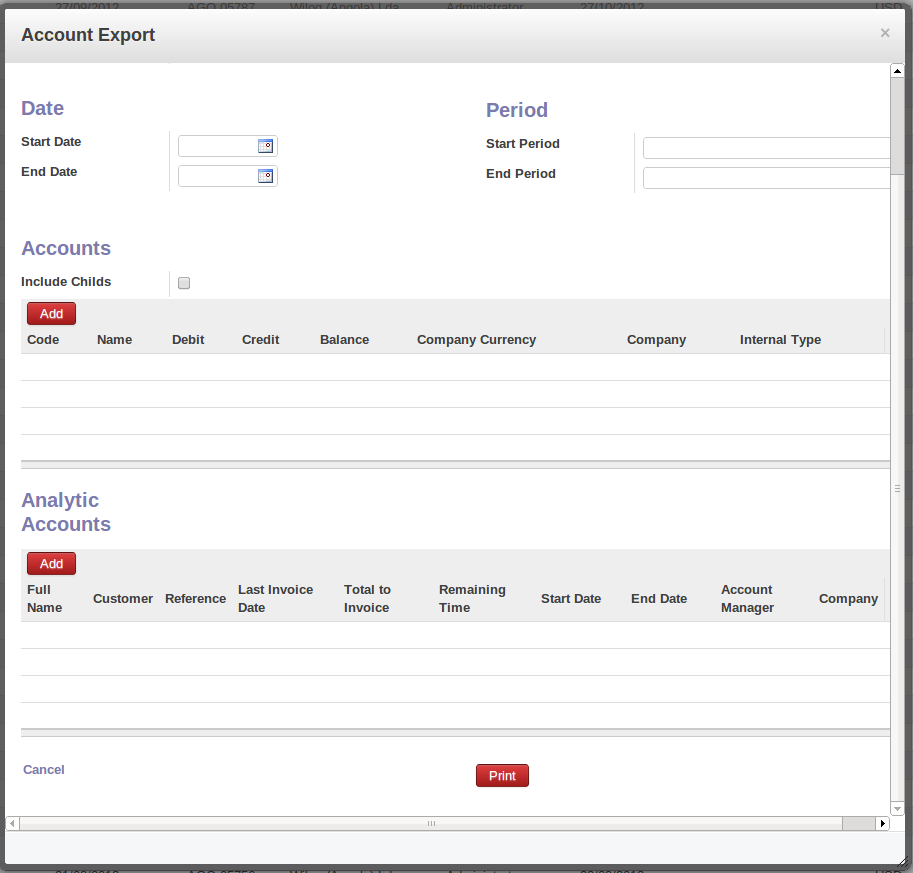 Account Export
×
Date
Period
Start Date
Start Period
End Date
End Period
Accounts
Include Childs
Add
Code Name Debit Credit Balance Company Currency Company Internal Type
Analytic
Accounts
Add
Full Name Customer Reference Last Invoice Date Total to Invoice Remaining Time Start Date End Date Account Manager Company
Cancel
Print